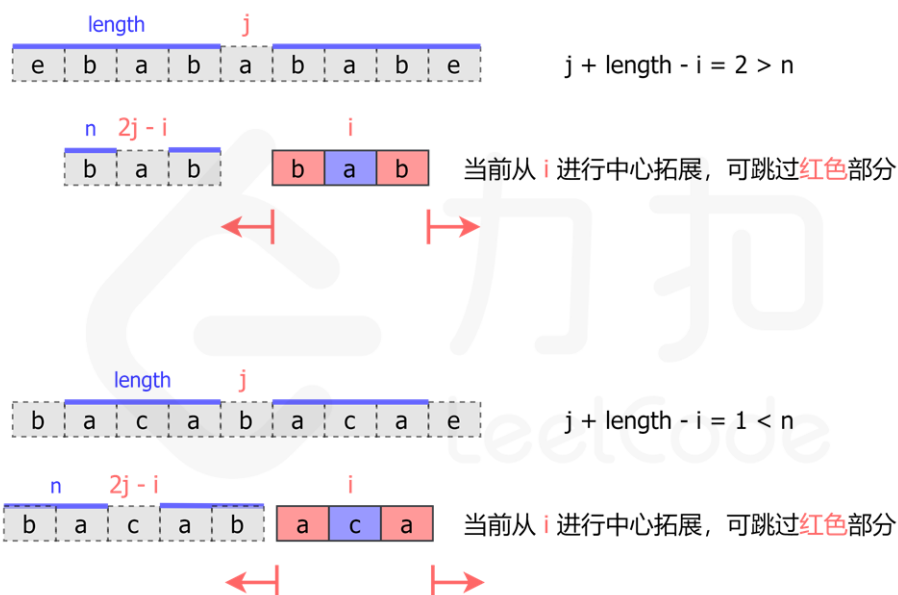 length j
e b a b a b a b e j + length - i = 2 > n
n 2j - i i
b a b b a b 当前从 i 进行中心拓展，可跳过红色部分
力扣
length j
b a c a b a c a e j + length - i = 1 < n
LeetCode
n 2j - i i
b a c a b a c a 当前从 i 进行中心拓展，可跳过红色部分